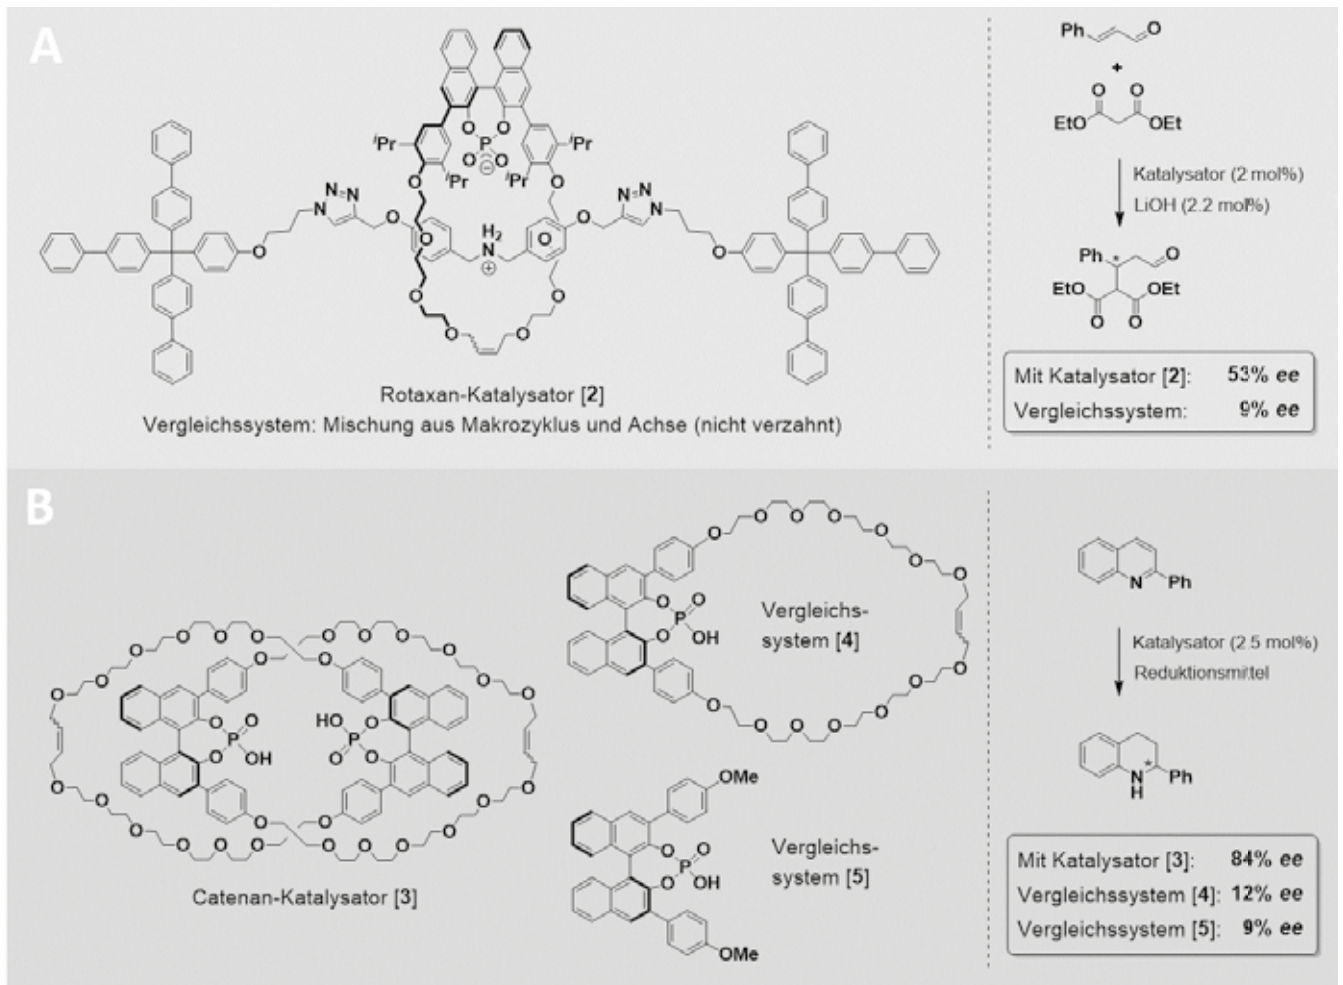 A
Ph
O
+
O O
EtO OEt
Katalysator (2 mol%)
LiOH (2.2 mol%)
Ph * O
EtO OEt
O O
Mit Katalysator [2]: 53% ee
Vergleichssystem: 9% ee
O O
P
O O
⊖
iPr iPr
iPr iPr
O O
N=N N=N
N N
O O
H2
N
⊕
O O
O O
O O
Rotaxan-Katalysator [2]
Vergleichssystem: Mischung aus Makrozyklus und Achse (nicht verzahnt)
B
O O O O O O O O
O O
O O
P
O OH
HO O
P
O O
O O
Catenan-Katalysator [3]
O O O O O O O
O O
P
O OH
O O O O O O O
Vergleichs-
system [4]
OMe
O O
P
O OH
OMe
Vergleichs-
system [5]
N Ph
Katalysator (2.5 mol%)
Reduktionsmittel
* 
N Ph
H
Mit Katalysator [3]: 84% ee
Vergleichssystem [4]: 12% ee
Vergleichssystem [5]: 9% ee